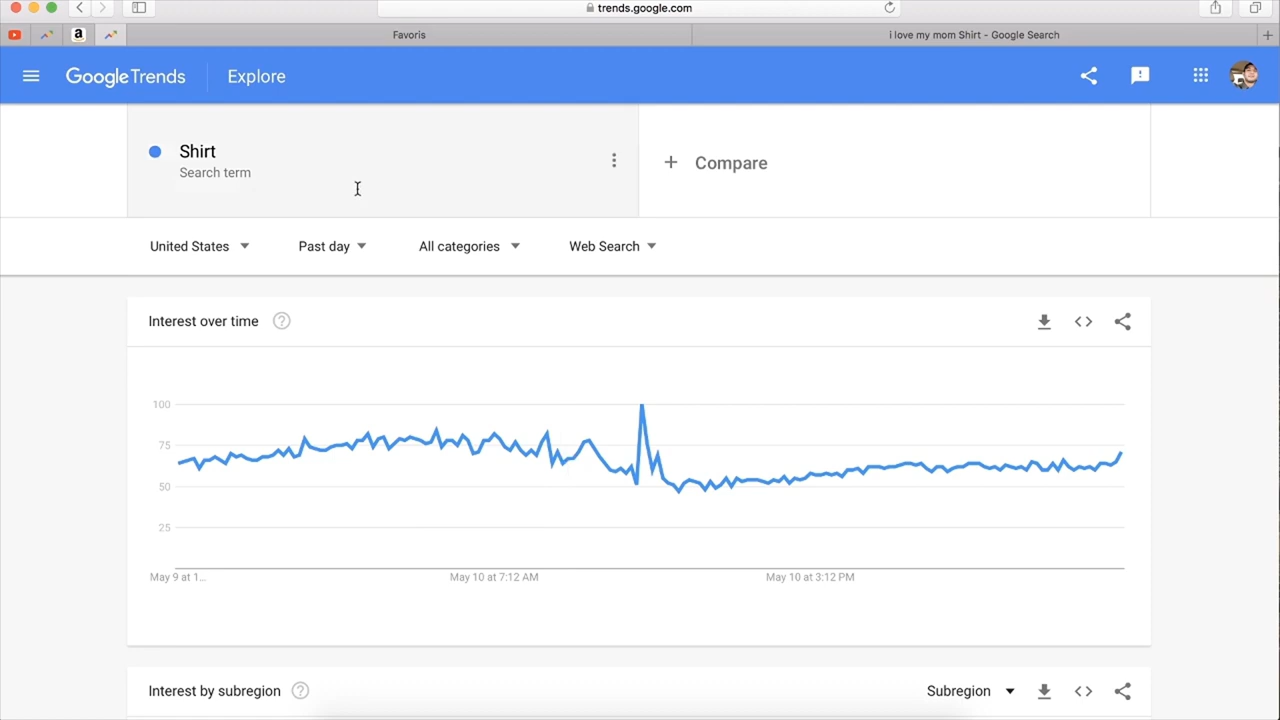 trends.google.com
a
Favoris
i love my mom Shirt - Google Search
Google Trends
Explore
Shirt
Search term
+ Compare
United States
Past day
All categories
Web Search
Interest over time
100
75
50
25
May 9 at 1...
May 10 at 7:12 AM
May 10 at 3:12 PM
Interest by subregion
Subregion